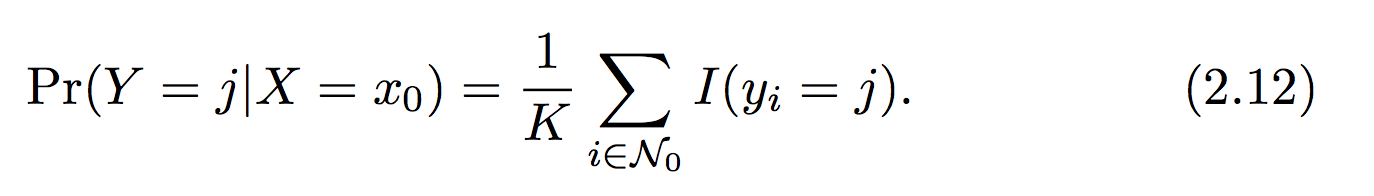 Pr(Y = j|X = x₀) = 1/K ∑_{i∈𝒩₀} I(yᵢ = j). (2.12)